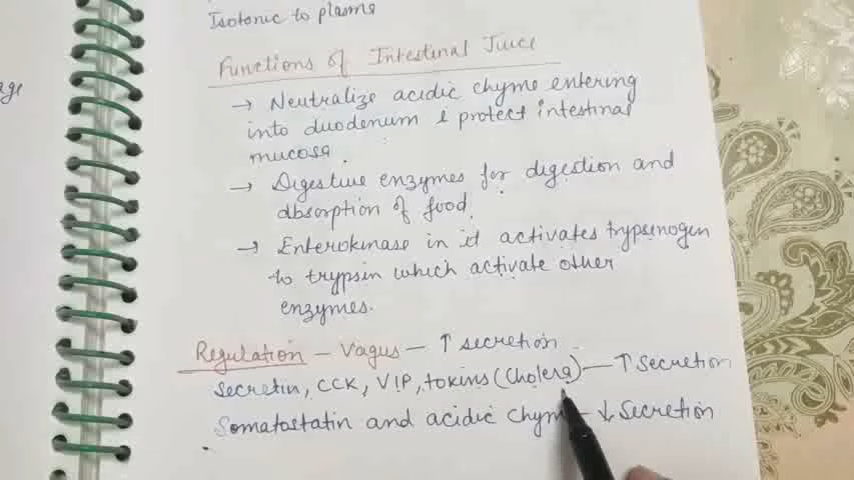 Isotonic to plasma
Functions of Intestinal Juice
→ Neutralize acidic chyme entering
into duodenum & protect intestinal
mucosa.
→ Digestive enzymes for digestion and
absorption of food.
→ Enterokinase in it activates trypsinogen
to trypsin which activate other
enzymes.
Regulation - Vagus - ↑ secretion
Secretin, CCK, VIP, toxins (Cholera) - ↑ Secretion
Somatostatin and acidic chyme - ↓ Secretion